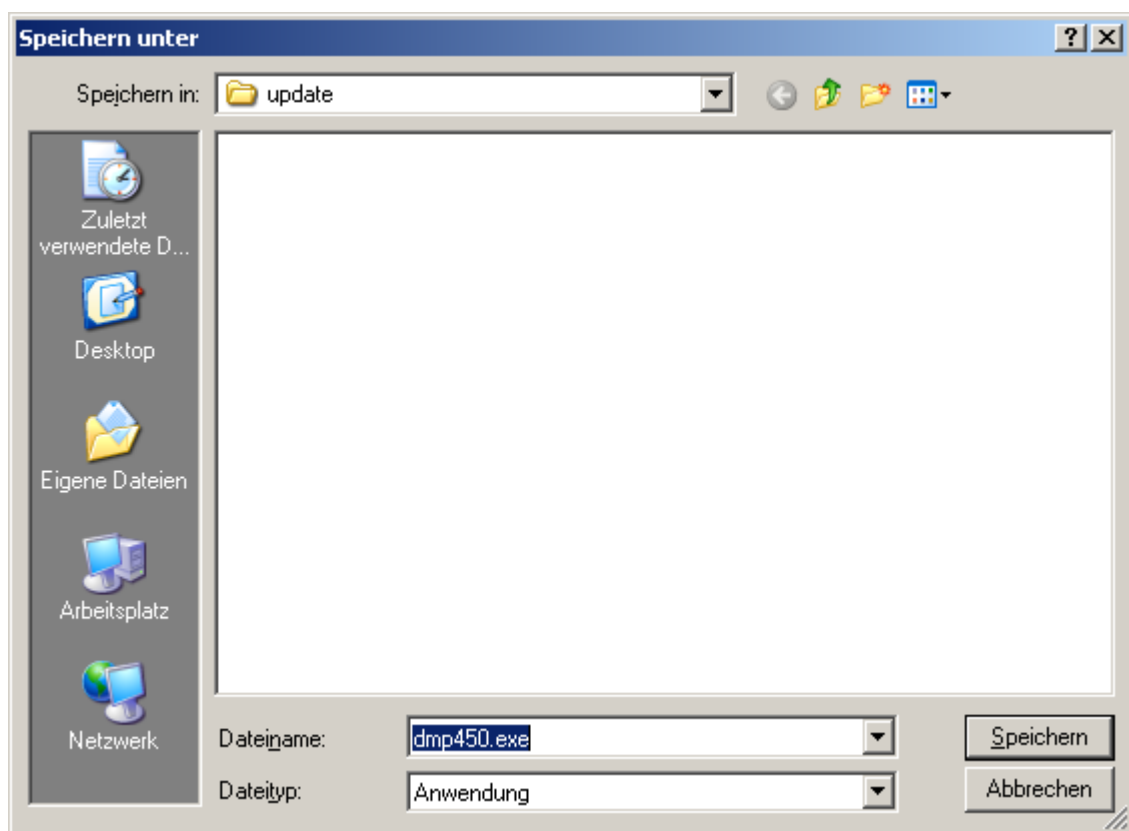 Speichern unter
Speichern in:
update
Zuletzt
verwendete D...
Desktop
Eigene Dateien
Arbeitsplatz
Netzwerk
Dateiname:
dmp450.exe
Speichern
Dateityp:
Anwendung
Abbrechen